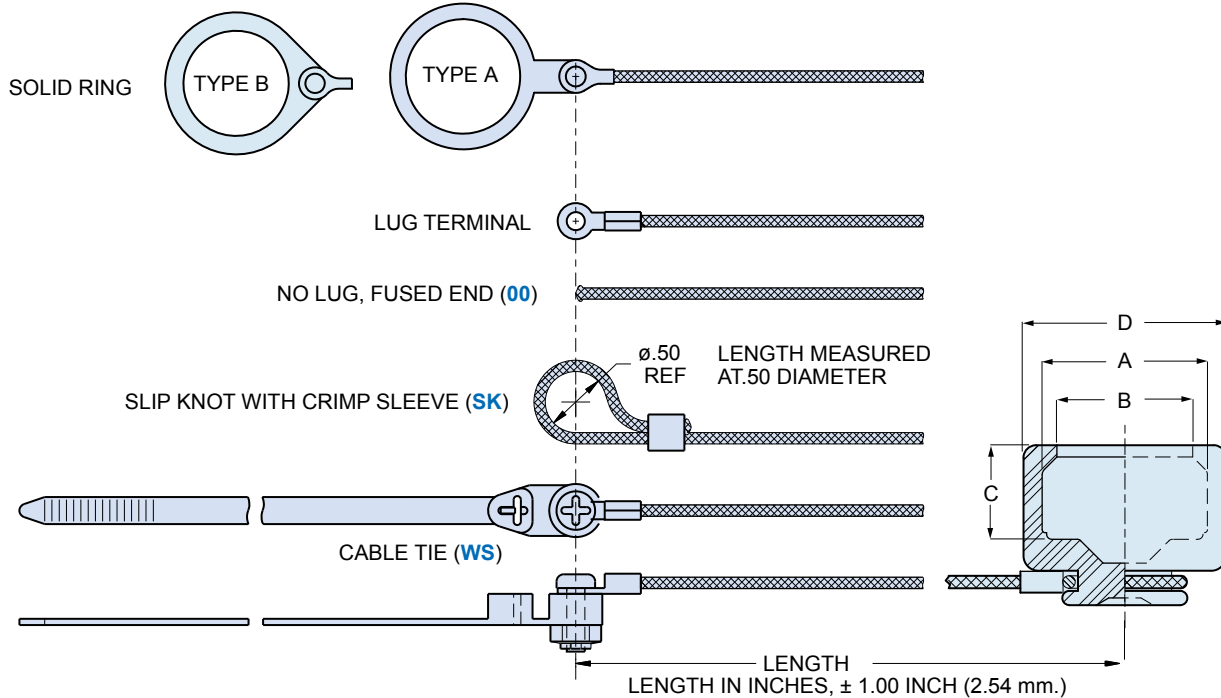 SOLID RING
TYPE B
TYPE A
LUG TERMINAL
NO LUG, FUSED END (00)
ø.50
REF
LENGTH MEASURED
AT.50 DIAMETER
SLIP KNOT WITH CRIMP SLEEVE (SK)
D
A
B
C
CABLE TIE (WS)
LENGTH
LENGTH IN INCHES, ± 1.00 INCH (2.54 mm.)